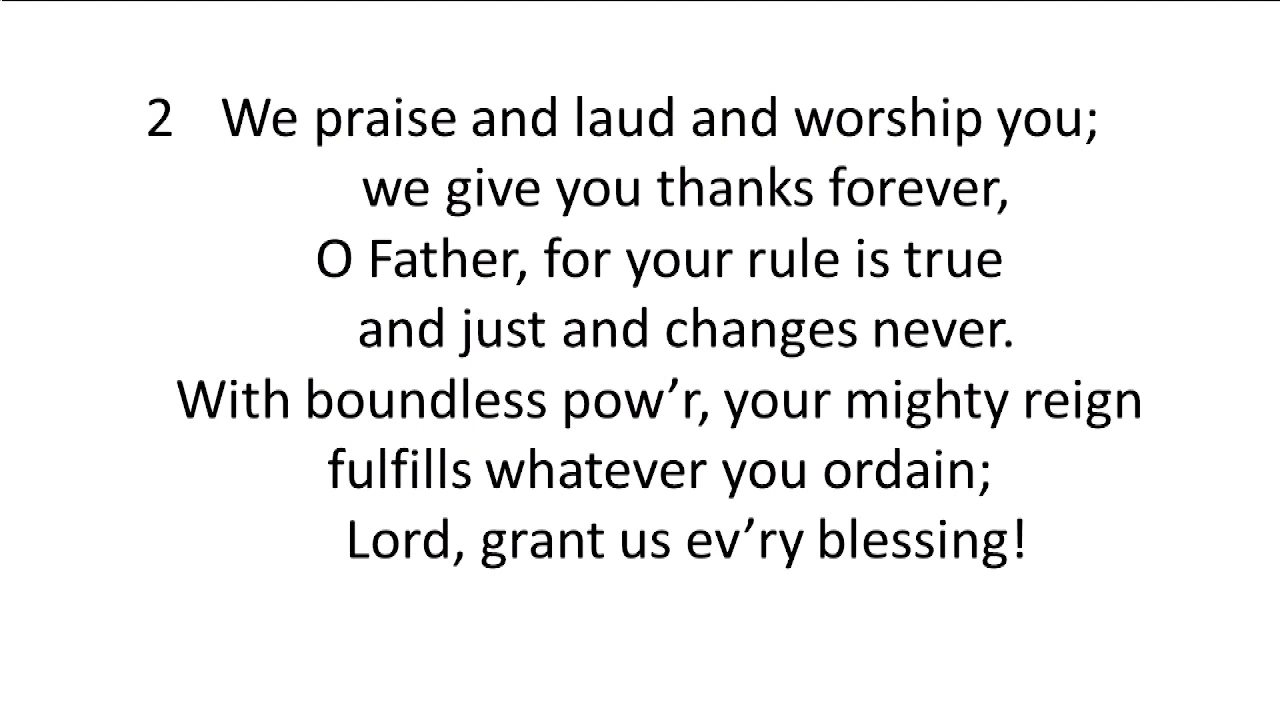 2 We praise and laud and worship you;
we give you thanks forever,
O Father, for your rule is true
and just and changes never.
With boundless pow’r, your mighty reign
fulfills whatever you ordain;
Lord, grant us ev’ry blessing!